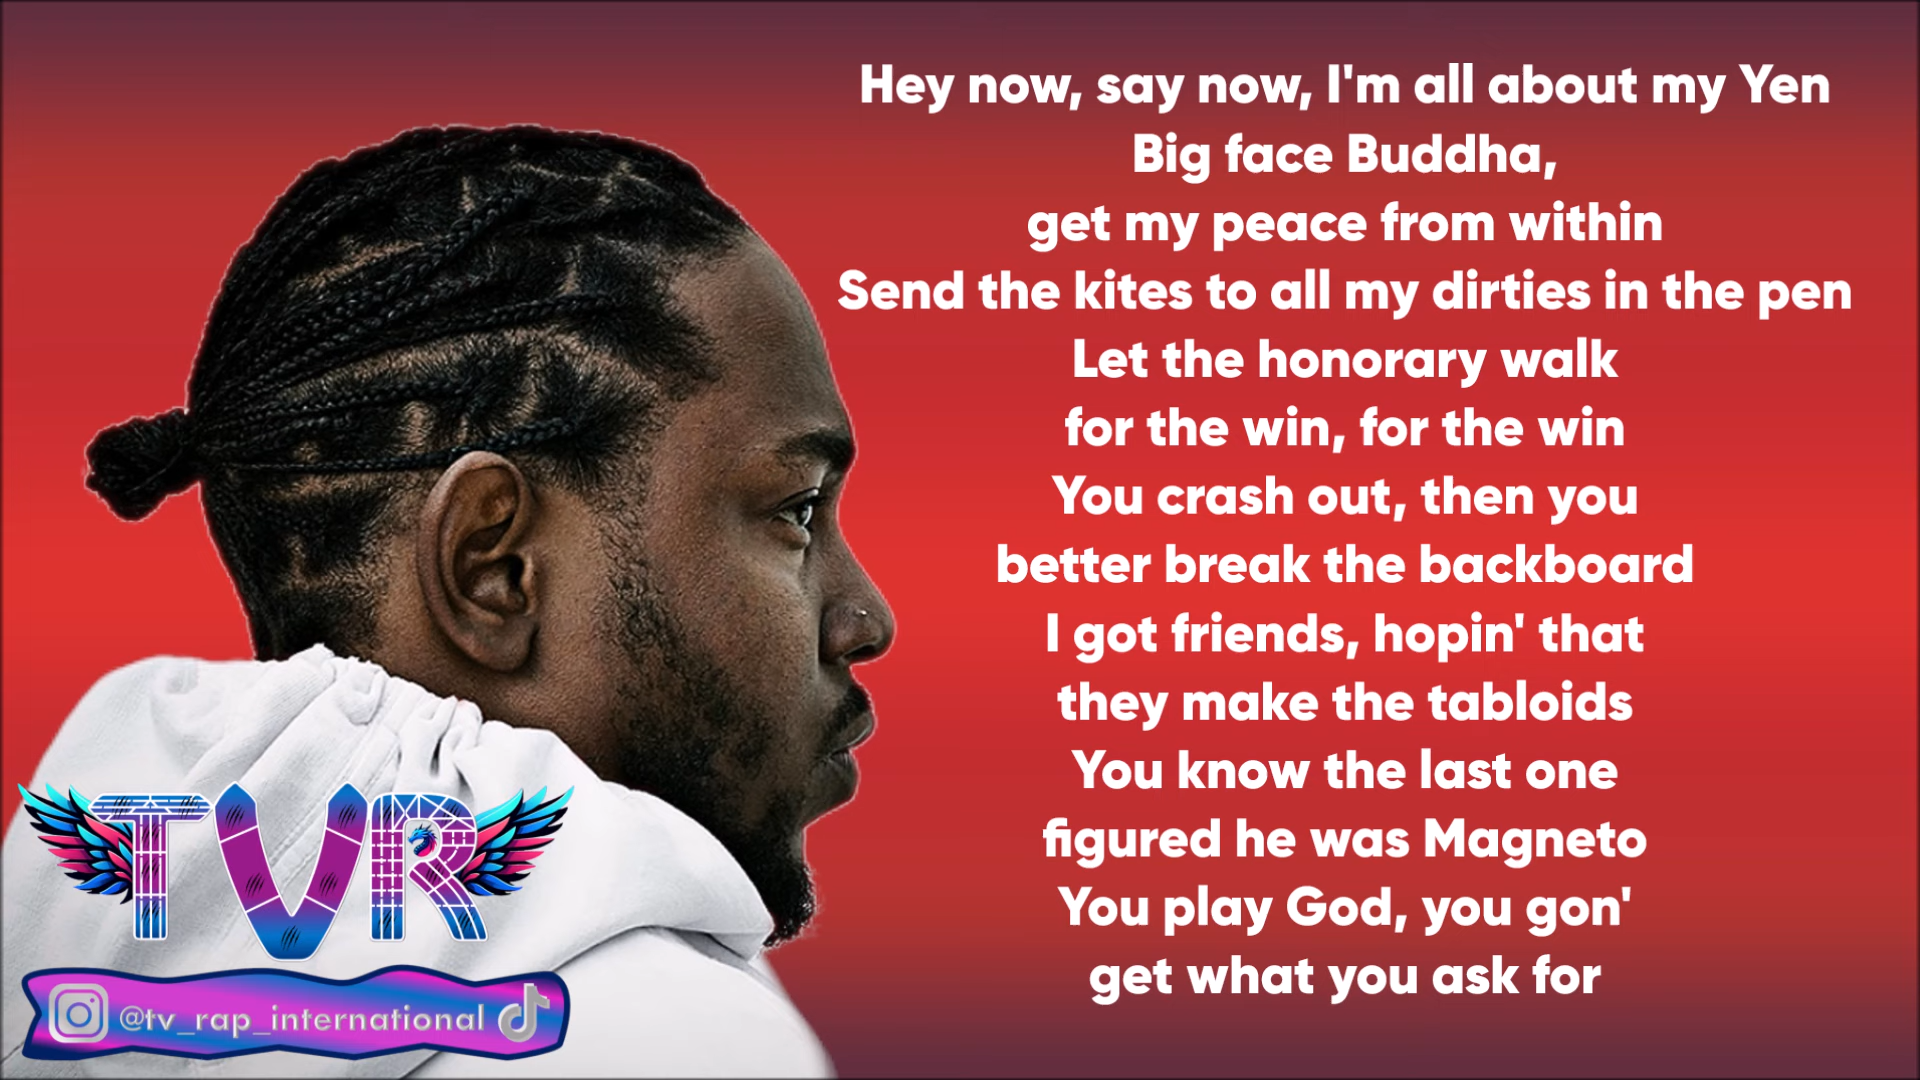 Hey now, say now, I'm all about my Yen
Big face Buddha,
get my peace from within
Send the kites to all my dirties in the pen
Let the honorary walk
for the win, for the win
You crash out, then you
better break the backboard
I got friends, hopin' that
they make the tabloids
You know the last one
figured he was Magneto
You play God, you gon'
get what you ask for
TVR
@tv_rap_international